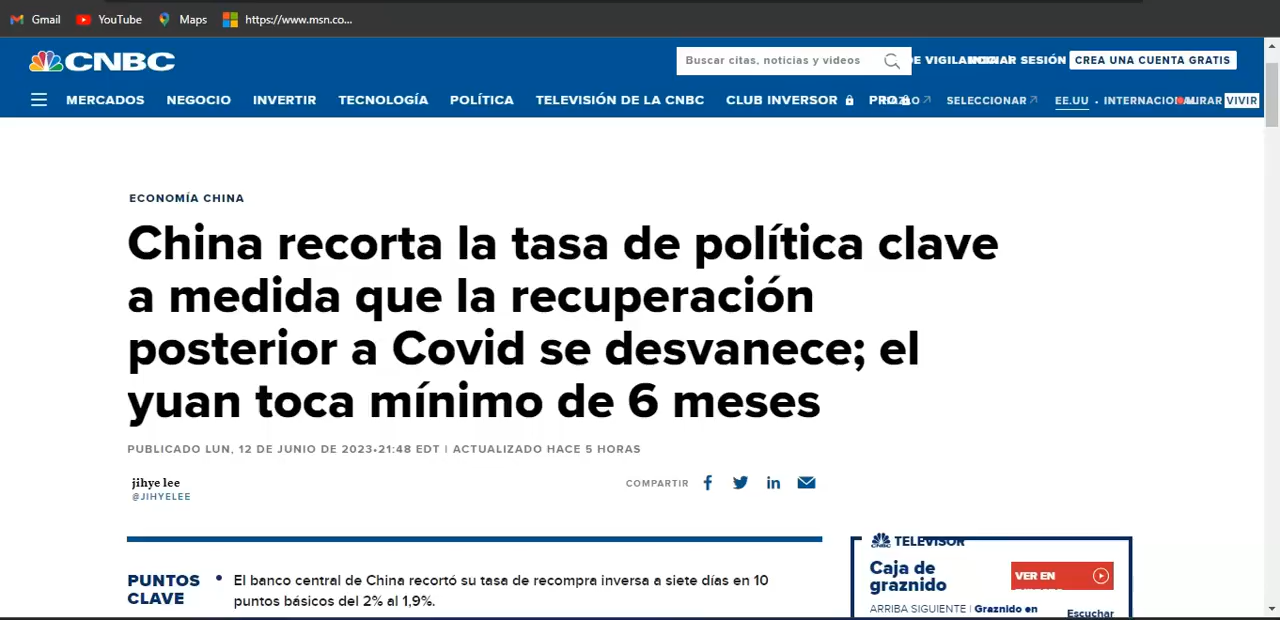 Gmail YouTube Maps https://www.msn.co...
CNBC Buscar citas, noticias y videos SESIÓN CREA UNA CUENTA GRATIS
MERCADOS NEGOCIO INVERTIR TECNOLOGÍA POLÍTICA TELEVISIÓN DE LA CNBC CLUB INVERSOR PRO SELECCIONAR EE.UU · VIVIR
ECONOMÍA CHINA
China recorta la tasa de política clave
a medida que la recuperación
posterior a Covid se desvanece; el
yuan toca mínimo de 6 meses
PUBLICADO LUN, 12 DE JUNIO DE 2023•21:48 EDT | ACTUALIZADO HACE 5 HORAS
jihye lee
@JIHYELEE
COMPARTIR
PUNTOS
CLAVE
• El banco central de China recortó su tasa de recompra inversa a siete días en 10
puntos básicos del 2% al 1,9%.
CNBC TELEVISOR
Caja de
graznido
VER EN
ARRIBA SIGUIENTE | Graznido en
Escuchar